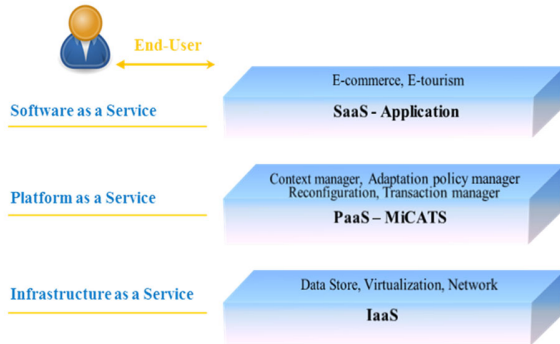 End-User
E-commerce, E-tourism
Software as a Service
SaaS - Application
Context manager, Adaptation policy manager
Reconfiguration, Transaction manager
Platform as a Service
PaaS – MiCATS
Data Store, Virtualization, Network
Infrastructure as a Service
IaaS